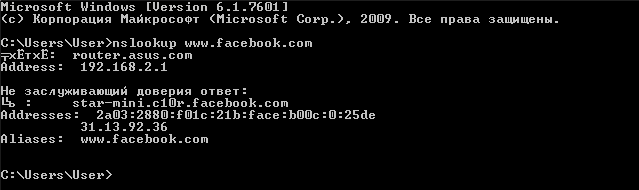 Microsoft Windows [Version 6.1.7601]
(c) Корпорация Майкрософт (Microsoft Corp.), 2009. Все права защищены.
C:\Users\User>nslookup www.facebook.com
╤хЁтхЁ: router.asus.com
Address: 192.168.2.1
Не заслуживающий доверия ответ:
Ць : star-mini.c10r.facebook.com
Addresses: 2a03:2880:f01c:21b:face:b00c:0:25de
31.13.92.36
Aliases: www.facebook.com
C:\Users\User>